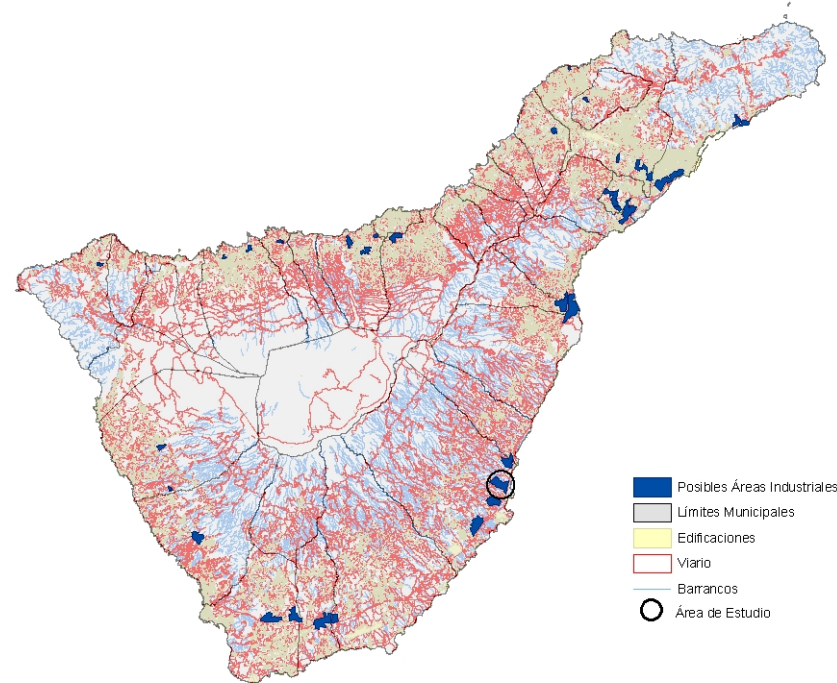 Posibles Áreas Industriales
Límites Municipales
Edificaciones
Viario
Barrancos
Área de Estudio